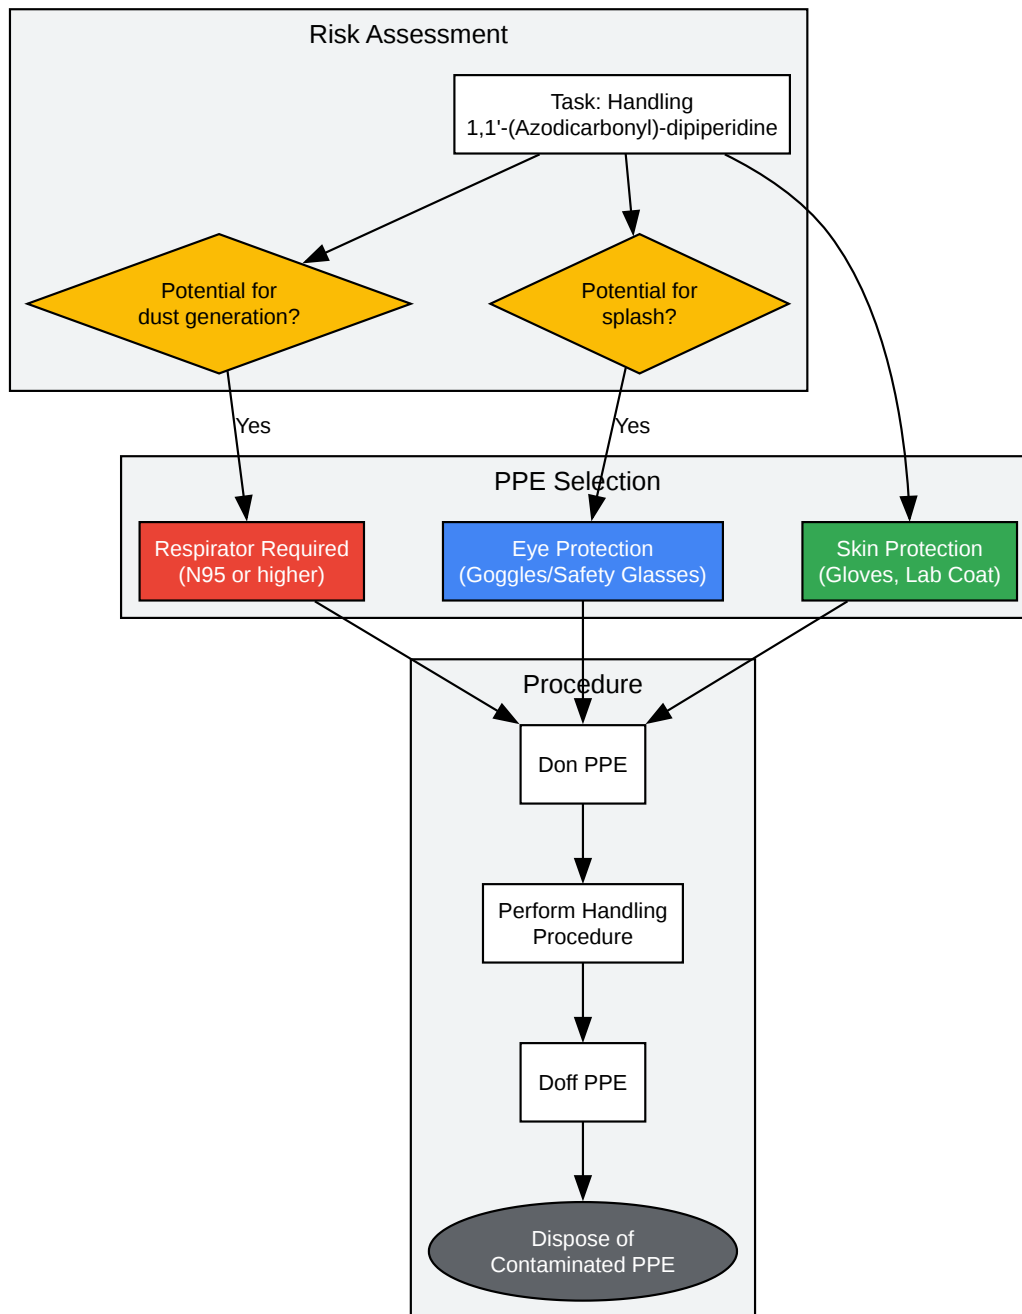 Risk Assessment
Task: Handling
1,1'-(Azodicarbonyl)-dipiperidine
Potential for
dust generation?
Potential for
splash?
Yes
Yes
PPE Selection
Respirator Required
(N95 or higher)
Eye Protection
(Goggles/Safety Glasses)
Skin Protection
(Gloves, Lab Coat)
Procedure
Don PPE
Perform Handling
Procedure
Doff PPE
Dispose of
Contaminated PPE